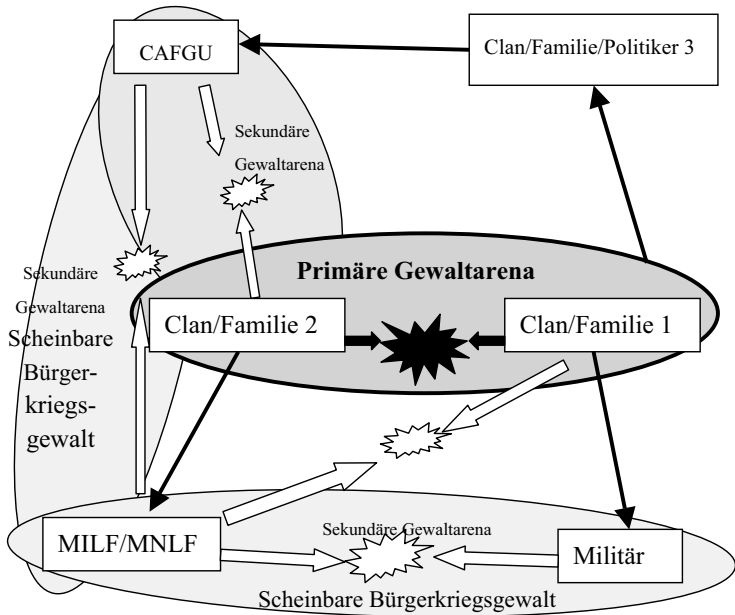 CAFGU
Clan/Familie/Politiker 3
Sekundäre
Gewaltarena
Primäre Gewaltarena
Sekundäre
Gewaltarena
Scheinbare
Bürger-
kriegs-
gewalt
Clan/Familie 2
Clan/Familie 1
MILF/MNLF
Sekundäre Gewaltarena
Militär
Scheinbare Bürgerkriegsgewalt